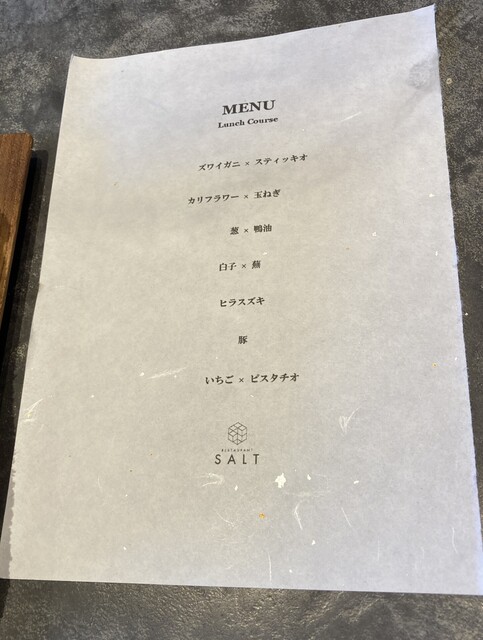 MENU
Lunch Course
ズワイガニ × スティッキオ
カリフラワー × 玉ねぎ
葱 × 鴨油
白子 × 蕪
ヒラスズキ
豚
いちご × ピスタチオ
RESTAURANT
SALT